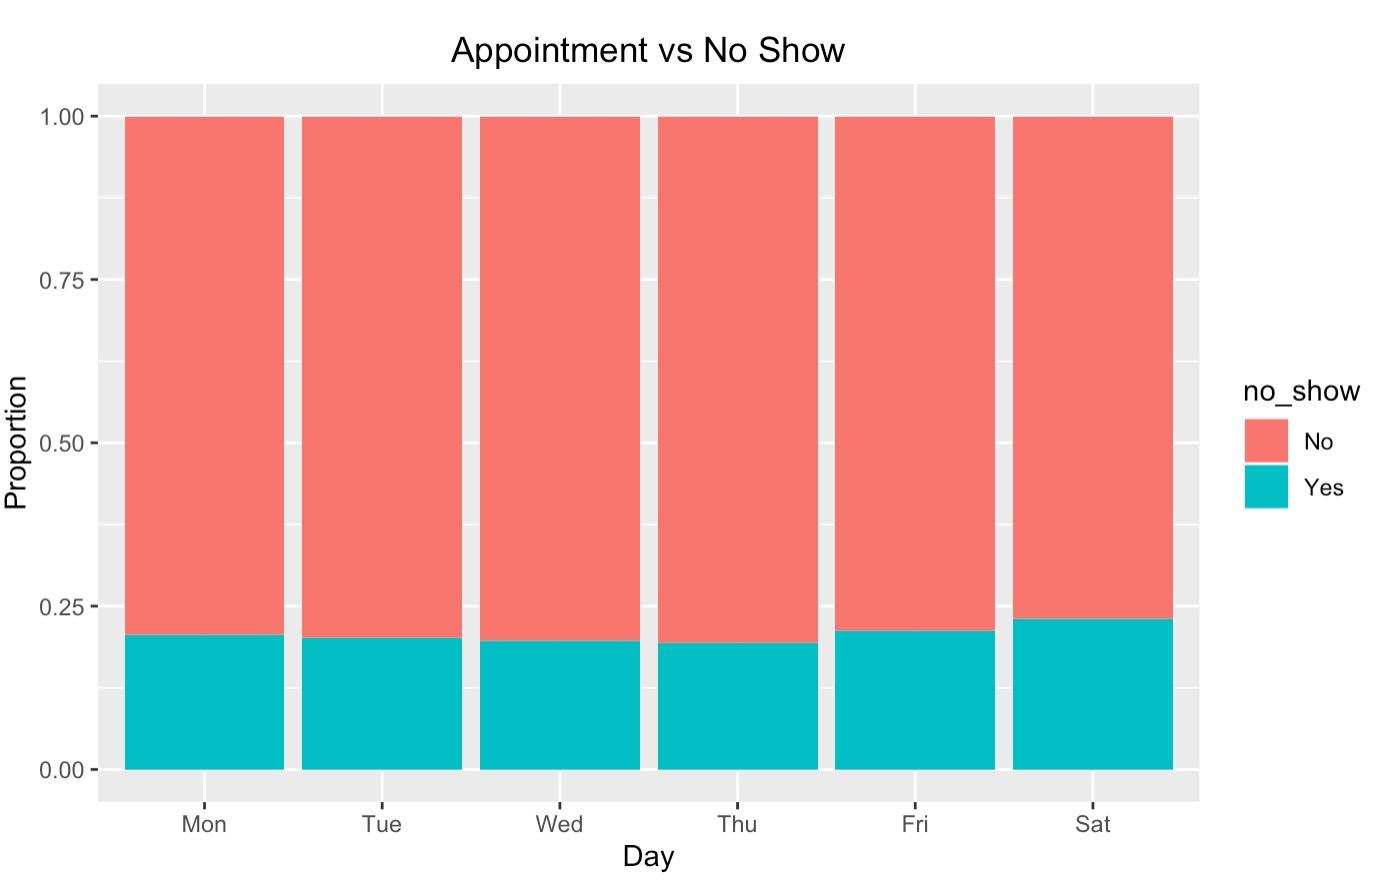 Appointment vs No Show
1.00
0.75
0.50
0.25
0.00
Proportion
Mon Tue Wed Thu Fri Sat
Day
no_show
No
Yes